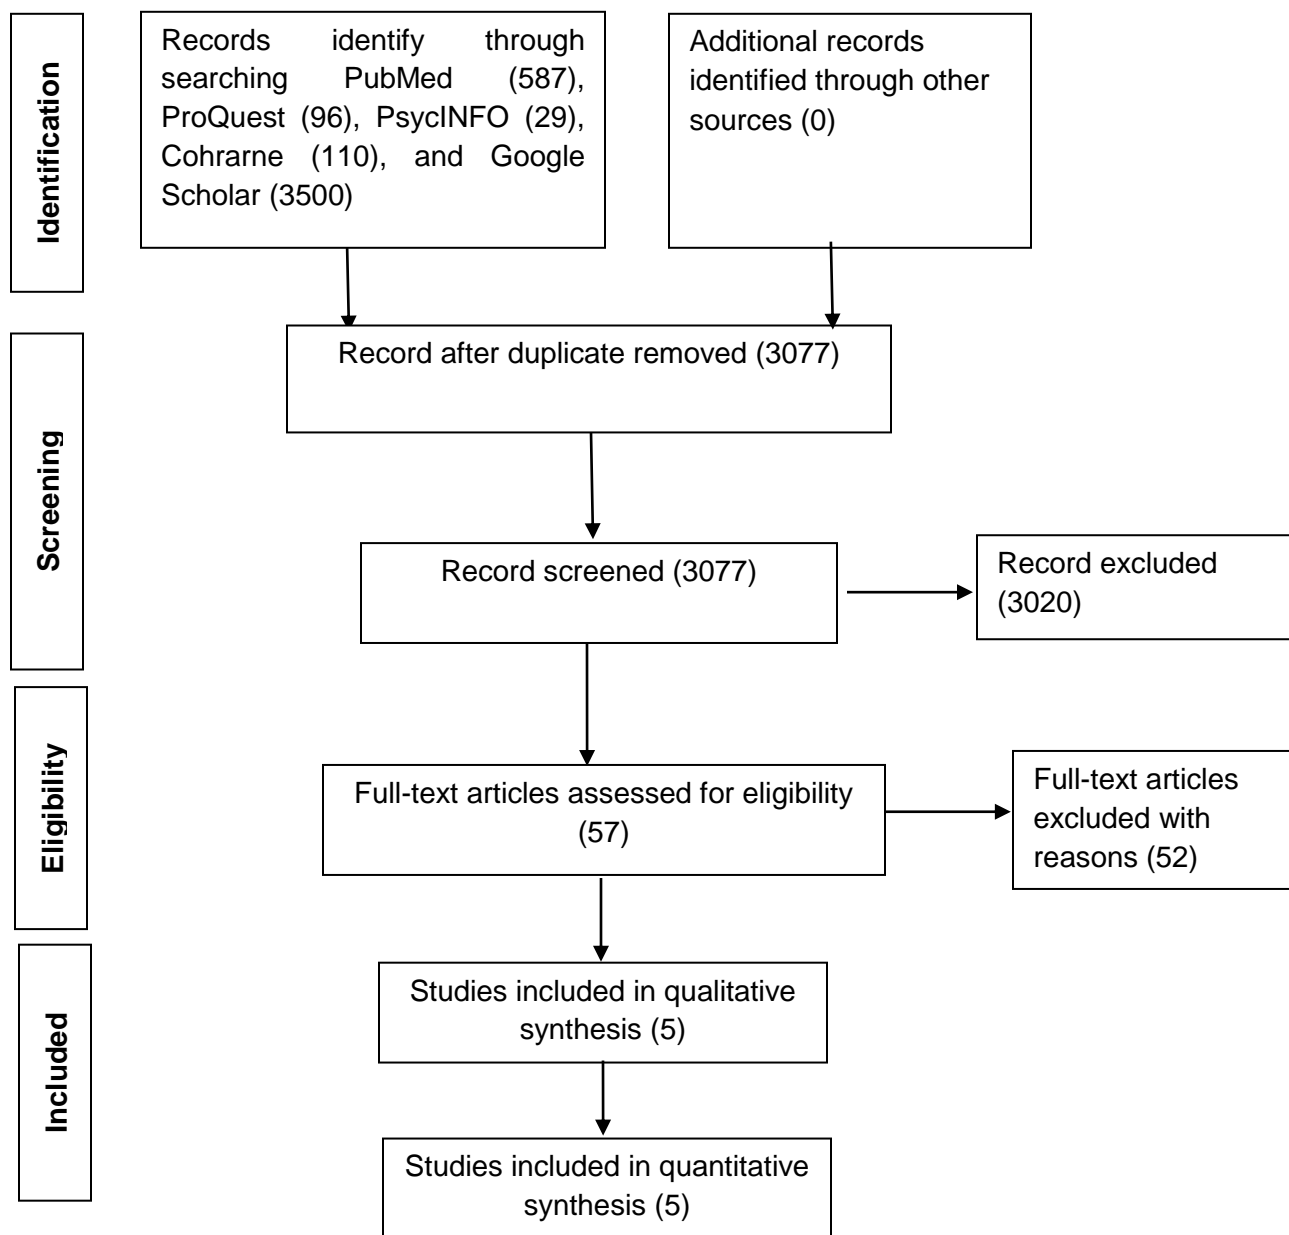 Identification
Records identify through
searching PubMed (587),
ProQuest (96), PsycINFO (29),
Cohrarne (110), and Google
Scholar (3500)
Additional records
identified through other
sources (0)
Record after duplicate removed (3077)
Screening
Record screened (3077)
Record excluded
(3020)
Eligibility
Full-text articles assessed for eligibility
(57)
Full-text articles
excluded with
reasons (52)
Included
Studies included in qualitative
synthesis (5)
Studies included in quantitative
synthesis (5)